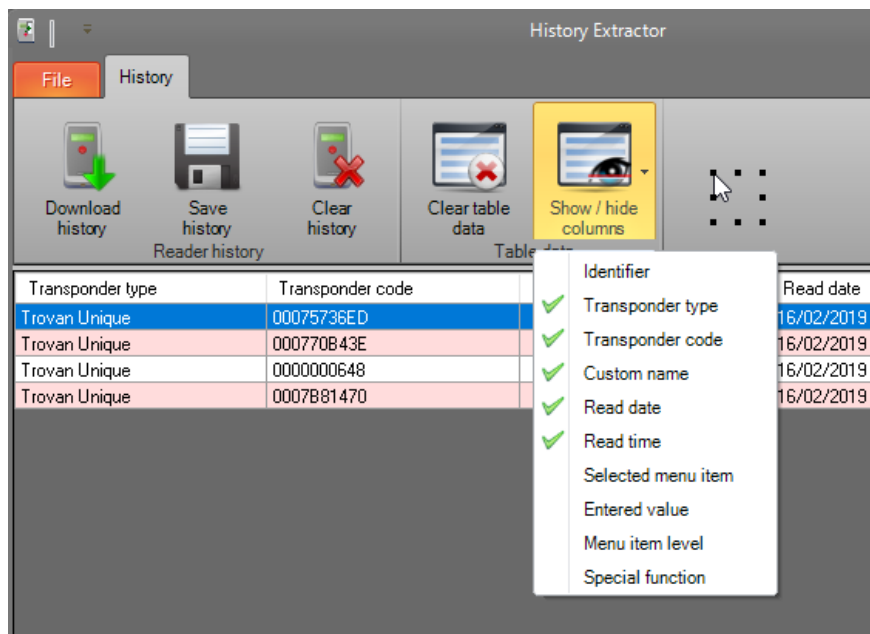 History Extractor
File
History
Download history
Save history
Clear history
Reader history
Clear table data
Show / hide columns
Table data
Transponder type
Transponder code
Read date
Trovan Unique
00075736ED
16/02/2019
Trovan Unique
000770B43E
16/02/2019
Trovan Unique
0000000648
16/02/2019
Trovan Unique
0007B81470
16/02/2019
Identifier
Transponder type
Transponder code
Custom name
Read date
Read time
Selected menu item
Entered value
Menu item level
Special function